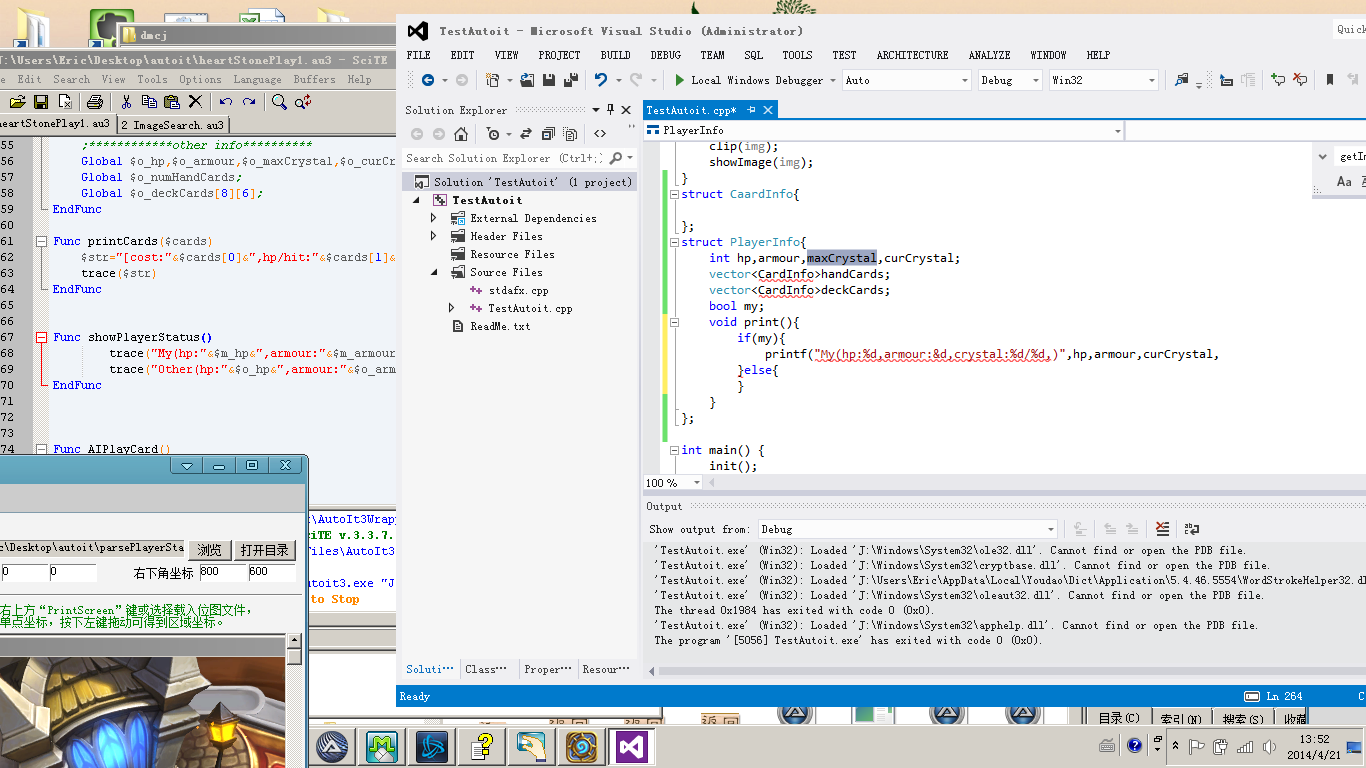 dmcj
T:\Users\Eric\Desktop\autoit\heartStonePlay1.au3 - SciTE
Edit Search View Tools Options Language Buffers Help
heartStonePlay1.au3 2 ImageSearch.au3
55 ;************other info**********
56 Global $o_hp,$o_armour,$o_maxCrystal,$o_curCr
57 Global $o_numHandCards;
58 Global $o_deckCards[8][6];
59 EndFunc
60
61 Func printCards($cards)
62 $str="[cost:"&$cards[0]&",hp/hit:"&$cards[1]&
63 trace($str)
64 EndFunc
65
66
67 Func showPlayerStatus()
68 trace("My(hp:"&$m_hp&",armour:"&$m_armour
69 trace("Other(hp:"&$o_hp&",armour:"&$o_arm
70 EndFunc
71
72
73
74 Func AIPlayCard()
:\AutoIt3Wrapp
SciTE v.3.3.7.
Files\AutoIt3
autoit3.exe "J
to Stop
c\Desktop\autoit\parsePlayerSta 浏览 打开目录
0 0 右下角坐标 800 600
右上方“PrintScreen”键或选择载入位图文件，
单点坐标，按下左键拖动可得到区域坐标。
TestAutoit - Microsoft Visual Studio (Administrator)
Quick
FILE EDIT VIEW PROJECT BUILD DEBUG TEAM SQL TOOLS TEST ARCHITECTURE ANALYZE WINDOW HELP
Local Windows Debugger Auto Debug Win32
Solution Explorer
Search Solution Explorer (Ctrl+;)
Solution 'TestAutoit' (1 project)
TestAutoit
External Dependencies
Header Files
Resource Files
Source Files
stdafx.cpp
TestAutoit.cpp
ReadMe.txt
Soluti... Class... Proper... Resour...
TestAutoit.cpp*
PlayerInfo
getIn
Aa
clip(img);
showImage(img);
}
struct CaardInfo{
};
struct PlayerInfo{
int hp,armour,maxCrystal,curCrystal;
vector<CardInfo>handCards;
vector<CardInfo>deckCards;
bool my;
void print(){
if(my){
printf("My(hp:%d,armour:&d,crystal:%d/%d,)",hp,armour,curCrystal,
}else{
}
}
};
int main() {
init();
100 %
Output
Show output from: Debug
'TestAutoit.exe' (Win32): Loaded 'J:\Windows\System32\ole32.dll'. Cannot find or open the PDB file.
'TestAutoit.exe' (Win32): Loaded 'J:\Windows\System32\cryptbase.dll'. Cannot find or open the PDB file.
'TestAutoit.exe' (Win32): Loaded 'J:\Users\Eric\AppData\Local\Youdao\Dict\Application\5.4.46.5554\WordStrokeHelper32.dl
'TestAutoit.exe' (Win32): Loaded 'J:\Windows\System32\oleaut32.dll'. Cannot find or open the PDB file.
The thread 0x1984 has exited with code 0 (0x0).
'TestAutoit.exe' (Win32): Loaded 'J:\Windows\System32\apphelp.dll'. Cannot find or open the PDB file.
The program '[5056] TestAutoit.exe' has exited with code 0 (0x0).
Ready
Ln 264
C
目录(C) 索引(N) 搜索(S) 收藏
13:52
2014/4/21